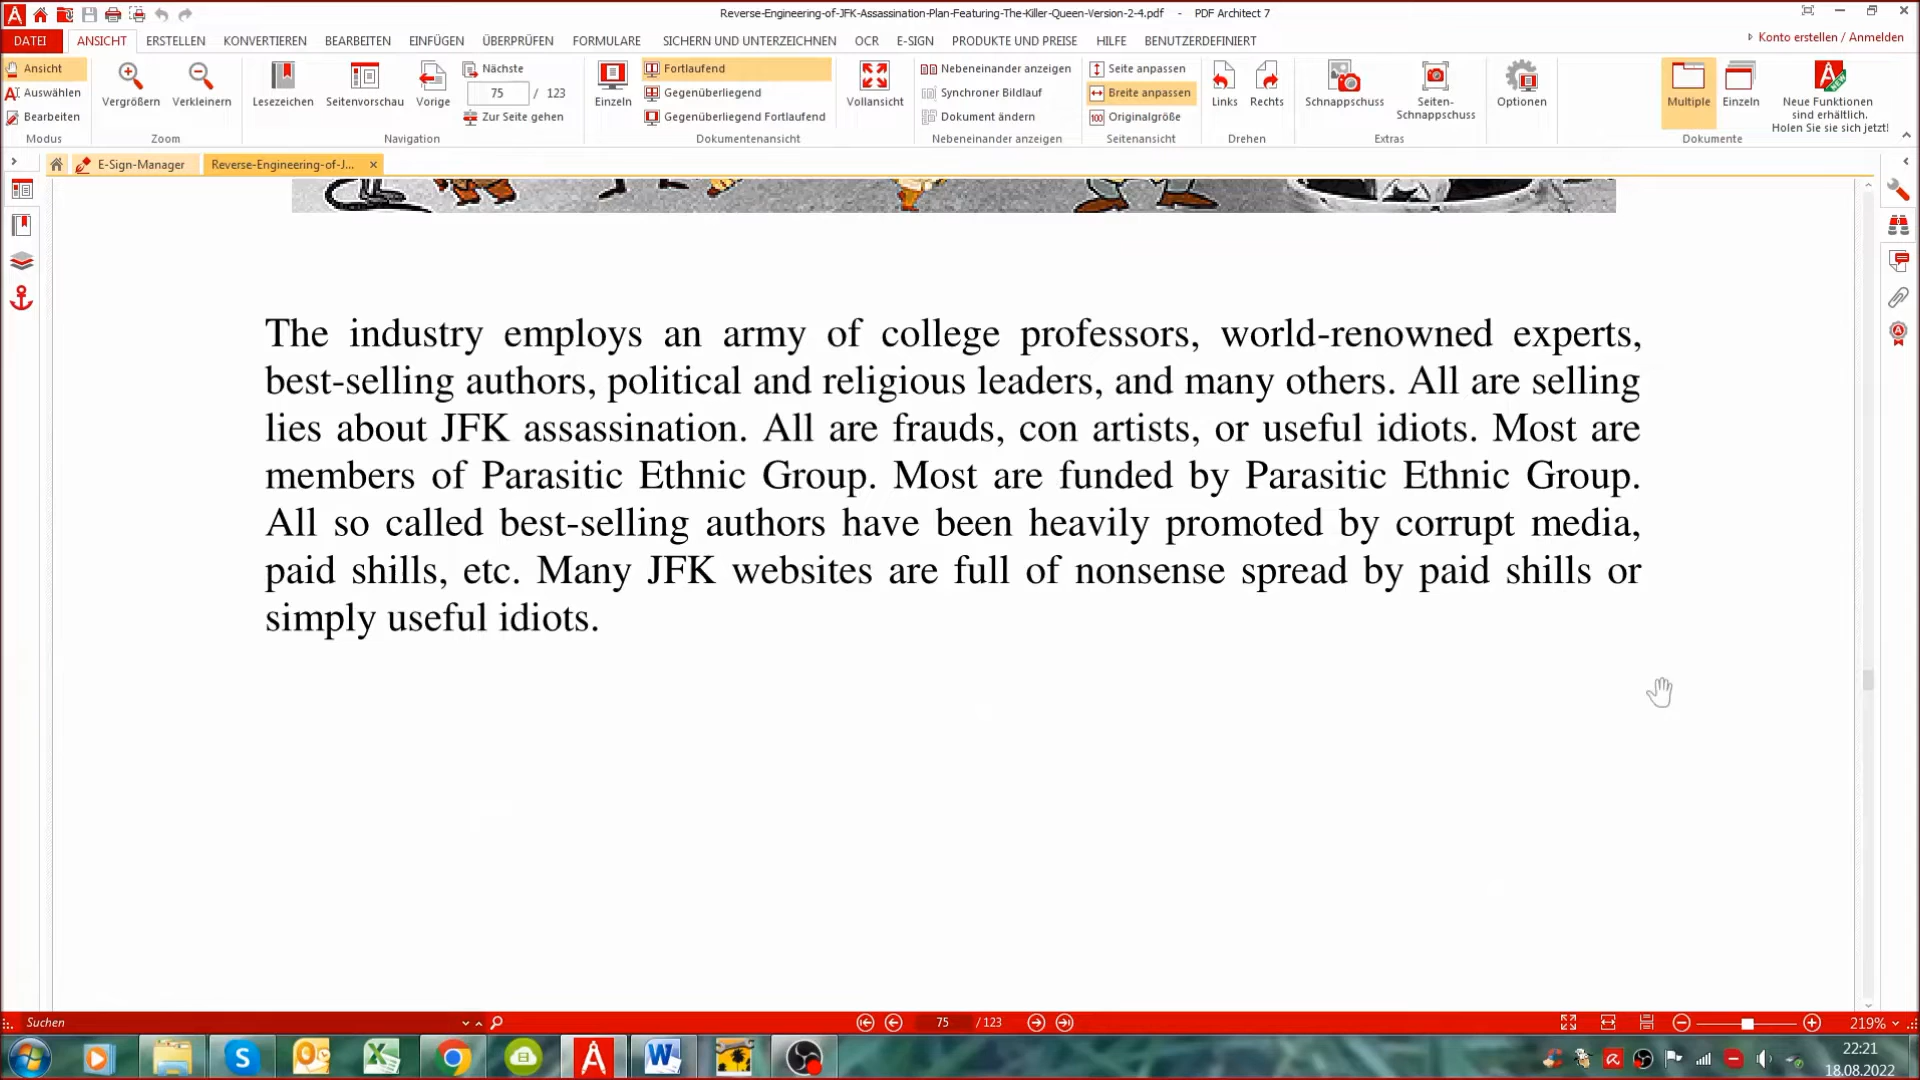 Reverse-Engineering-of-JFK-Assassination-Plan-Featuring-The-Killer-Queen-Version-2-4.pdf - PDF Architect 7
DATEI ANSICHT ERSTELLEN KONVERTIEREN BEARBEITEN EINFÜGEN ÜBERPRÜFEN FORMULARE SICHERN UND UNTERZEICHNEN OCR E-SIGN PRODUKTE UND PREISE HILFE BENUTZERDEFINIERT Konto erstellen / Anmelden
Ansicht
Auswählen
Bearbeiten
Modus
Vergrößern Verkleinern
Zoom
Lesezeichen Seitenvorschau Vorige
Nächste
75 / 123
Zur Seite gehen
Navigation
Einzeln
Fortlaufend
Gegenüberliegend
Gegenüberliegend Fortlaufend
Dokumentenansicht
Vollansicht
Nebeneinander anzeigen
Synchroner Bildlauf
Dokument ändern
Nebeneinander anzeigen
Seite anpassen
Breite anpassen
100 Originalgröße
Seitenansicht
Links Rechts
Drehen
Schnappschuss
Seiten-
Schnappschuss
Extras
Optionen
Multiple Einzeln
Dokumente
Neue Funktionen
sind erhältlich.
Holen Sie sie sich jetzt!
E-Sign-Manager Reverse-Engineering-of-J...
The industry employs an army of college professors, world-renowned experts,
best-selling authors, political and religious leaders, and many others. All are selling
lies about JFK assassination. All are frauds, con artists, or useful idiots. Most are
members of Parasitic Ethnic Group. Most are funded by Parasitic Ethnic Group.
All so called best-selling authors have been heavily promoted by corrupt media,
paid shills, etc. Many JFK websites are full of nonsense spread by paid shills or
simply useful idiots.
Suchen 75 / 123 219%
22:21
18.08.2022